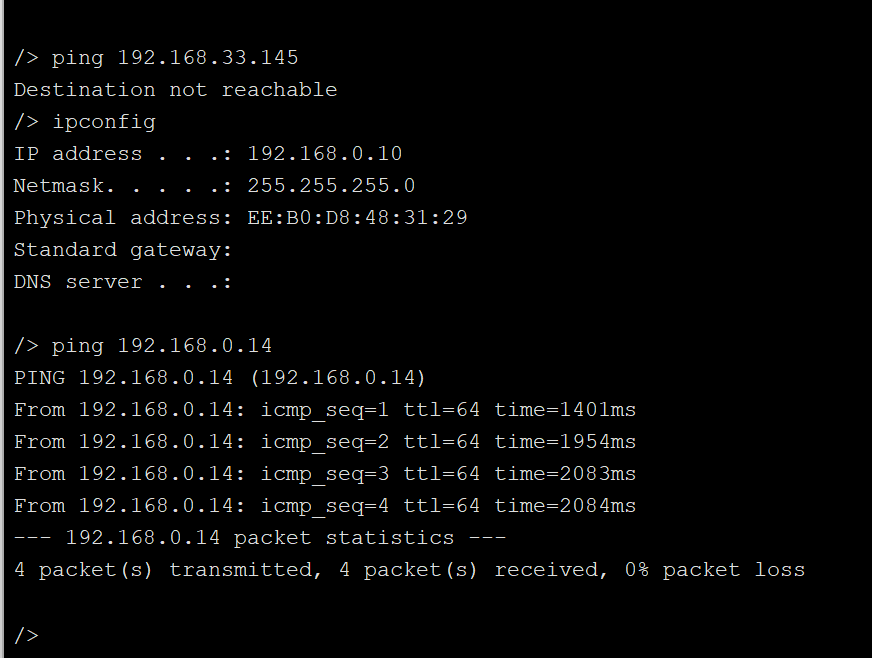 /> ping 192.168.33.145
Destination not reachable
/> ipconfig
IP address . . .: 192.168.0.10
Netmask. . . . .: 255.255.255.0
Physical address: EE:B0:D8:48:31:29
Standard gateway:
DNS server . . .:
/> ping 192.168.0.14
PING 192.168.0.14 (192.168.0.14)
From 192.168.0.14: icmp_seq=1 ttl=64 time=1401ms
From 192.168.0.14: icmp_seq=2 ttl=64 time=1954ms
From 192.168.0.14: icmp_seq=3 ttl=64 time=2083ms
From 192.168.0.14: icmp_seq=4 ttl=64 time=2084ms
--- 192.168.0.14 packet statistics ---
4 packet(s) transmitted, 4 packet(s) received, 0% packet loss
/>